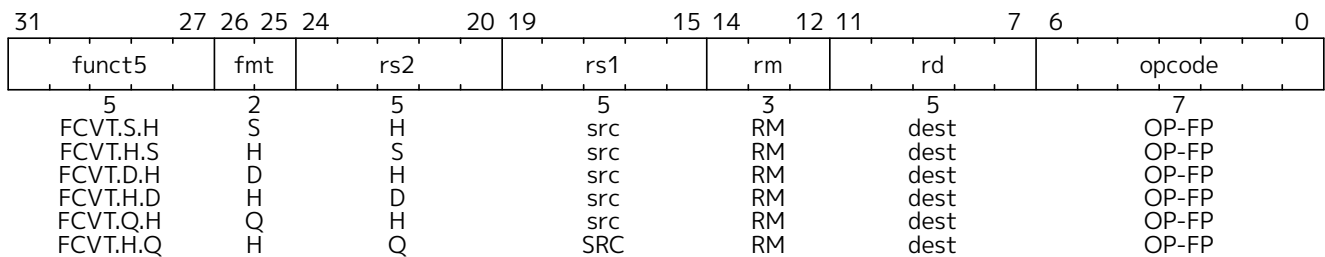 31 27 26 25 24 20 19 15 14 12 11 7 6 0
funct5 fmt rs2 rs1 rm rd opcode
5 2 5 5 3 5 7
FCVT.S.H S H src RM dest OP-FP
FCVT.H.S H S src RM dest OP-FP
FCVT.D.H D H src RM dest OP-FP
FCVT.H.D H D src RM dest OP-FP
FCVT.Q.H Q H src RM dest OP-FP
FCVT.H.Q H Q SRC RM dest OP-FP